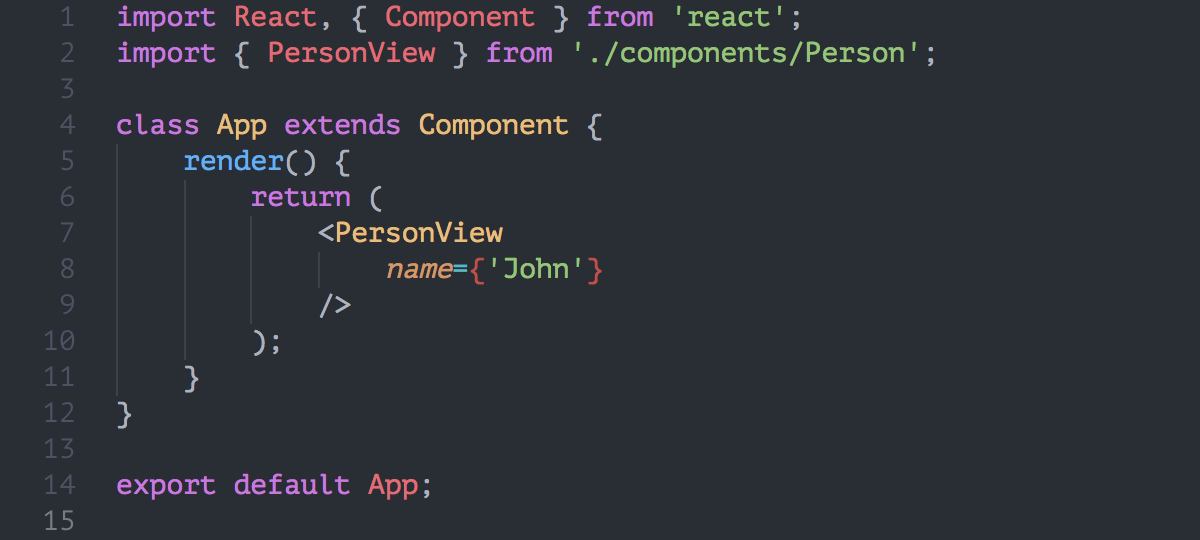 1 import React, { Component } from 'react';
2 import { PersonView } from './components/Person';
3
4 class App extends Component {
5     render() {
6         return (
7             <PersonView
8                 name={'John'}
9             />
10         );
11     }
12 }
13
14 export default App;
15